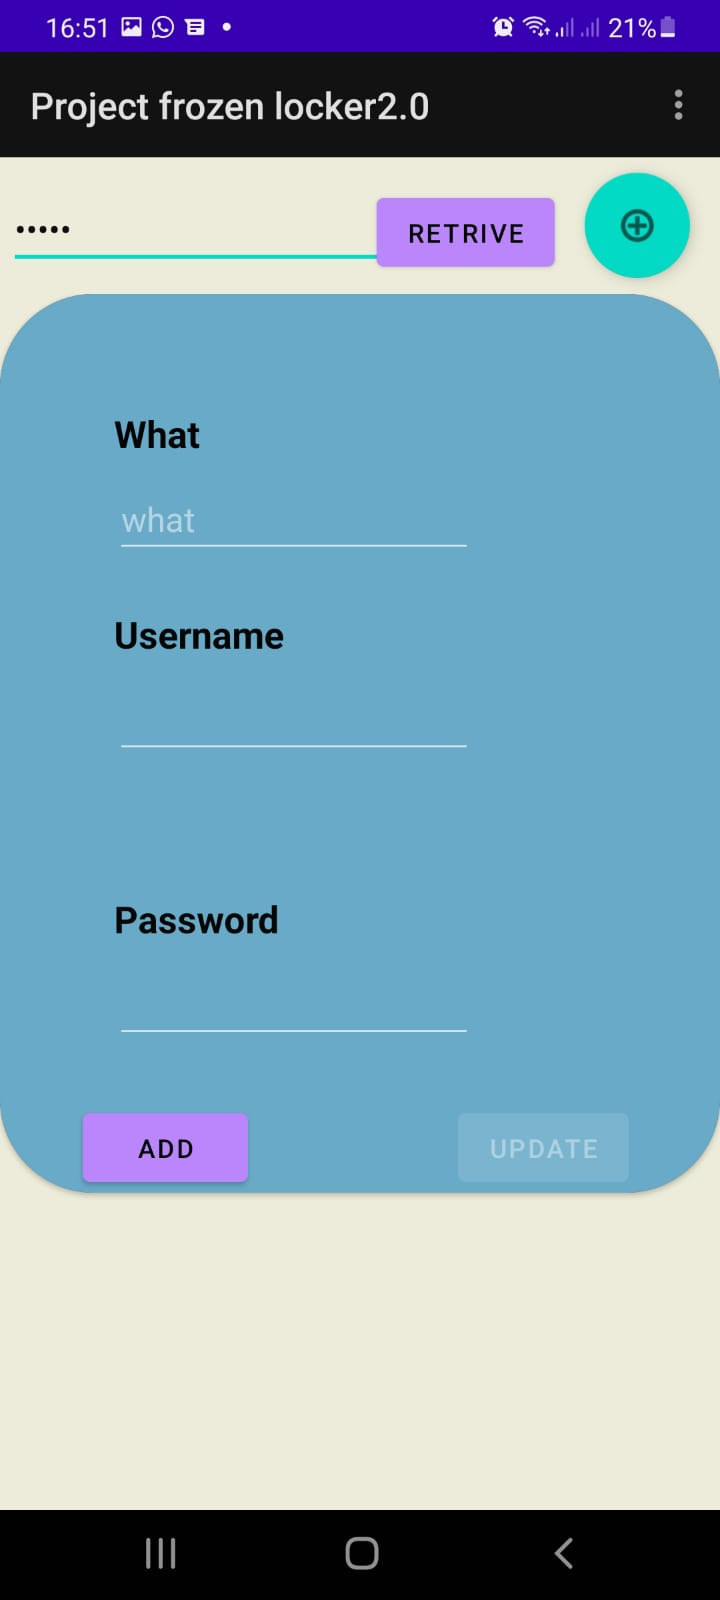 16:51 21%
Project frozen locker2.0
•••••
RETRIVE
What
what
Username
Password
ADD
UPDATE